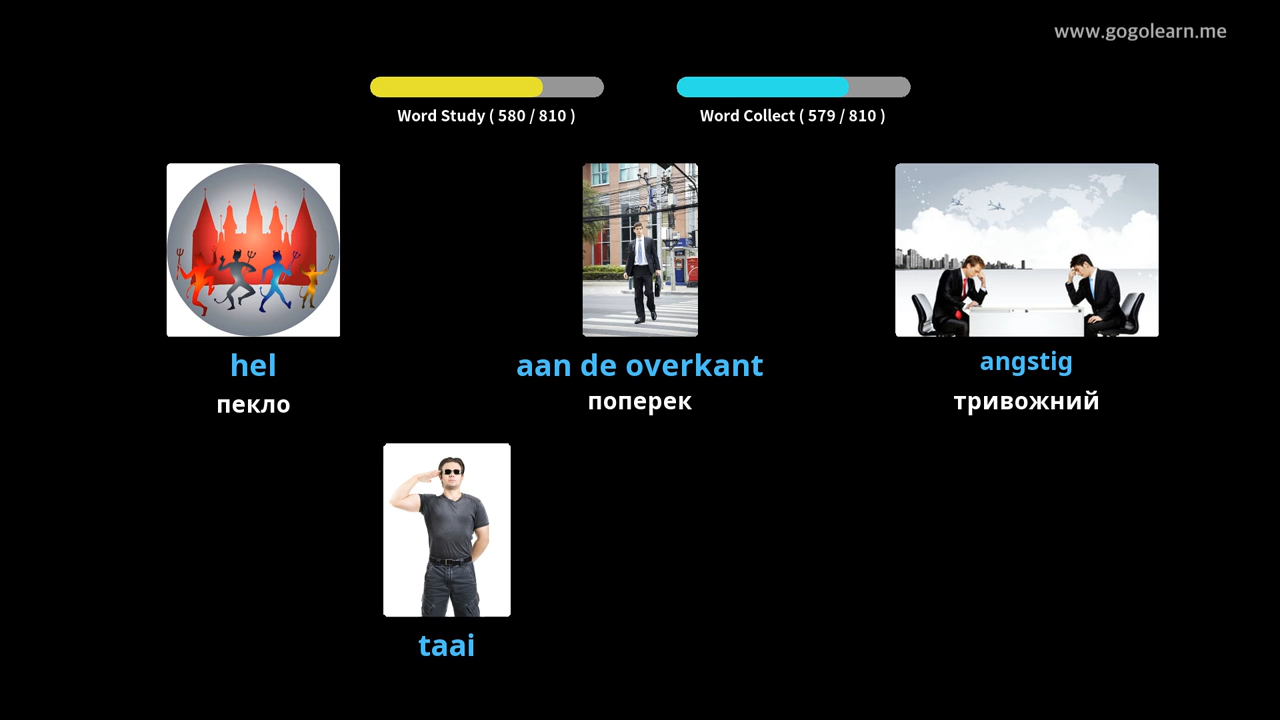 www.gogolearn.me
Word Study ( 580 / 810 )
Word Collect ( 579 / 810 )
hel
aan de overkant
angstig
пекло
поперек
тривожний
taai